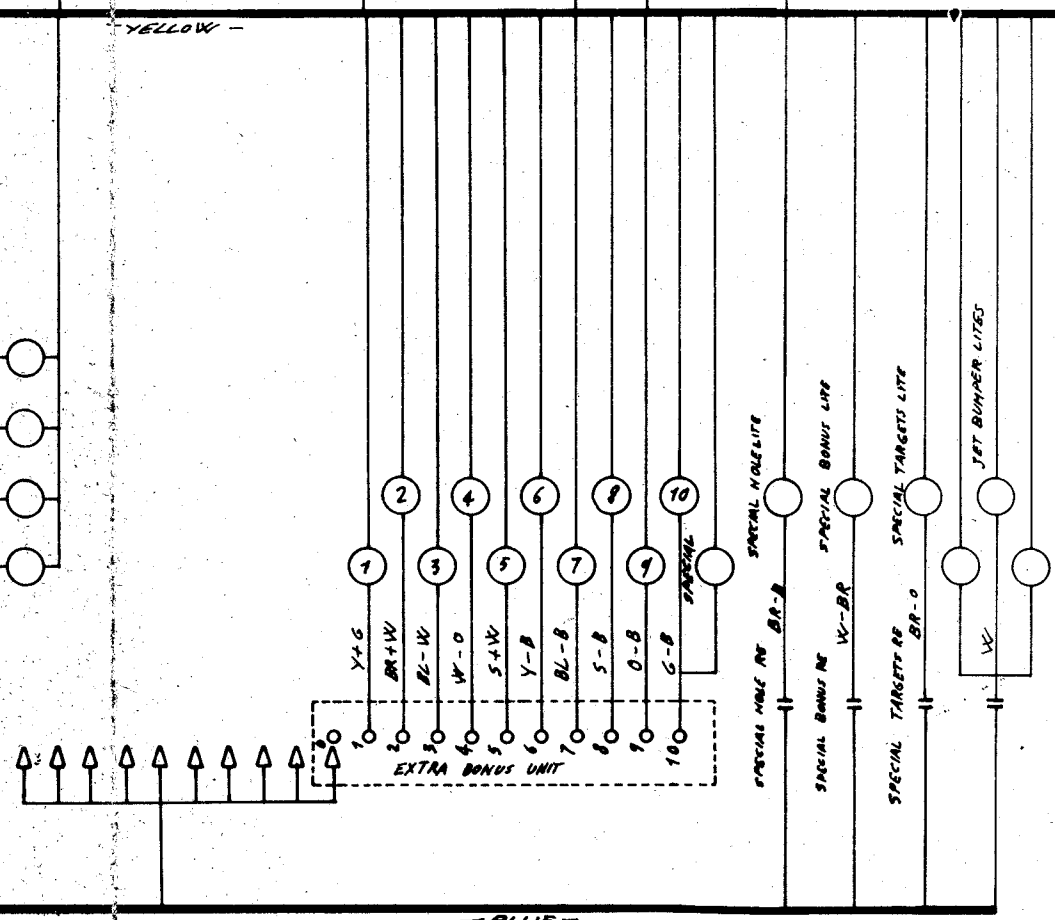 - YELLOW -
2
4
6
8
10
1
3
5
7
9
SPECIAL
Y+G
BR+W
BL-W
W-O
S+W
Y-B
BL-B
S-B
O-B
G-B
0
1
2
3
4
5
6
7
8
9
10
EXTRA BONUS UNIT
SPECIAL HOLE LITE
BR-B
SPECIAL HOLE RE
SPECIAL BONUS LITE
W-BR
SPECIAL BONUS RE
SPECIAL TARGETS LITE
BR-O
SPECIAL TARGETS RE
JET BUMPER LITES
W
- BLUE -